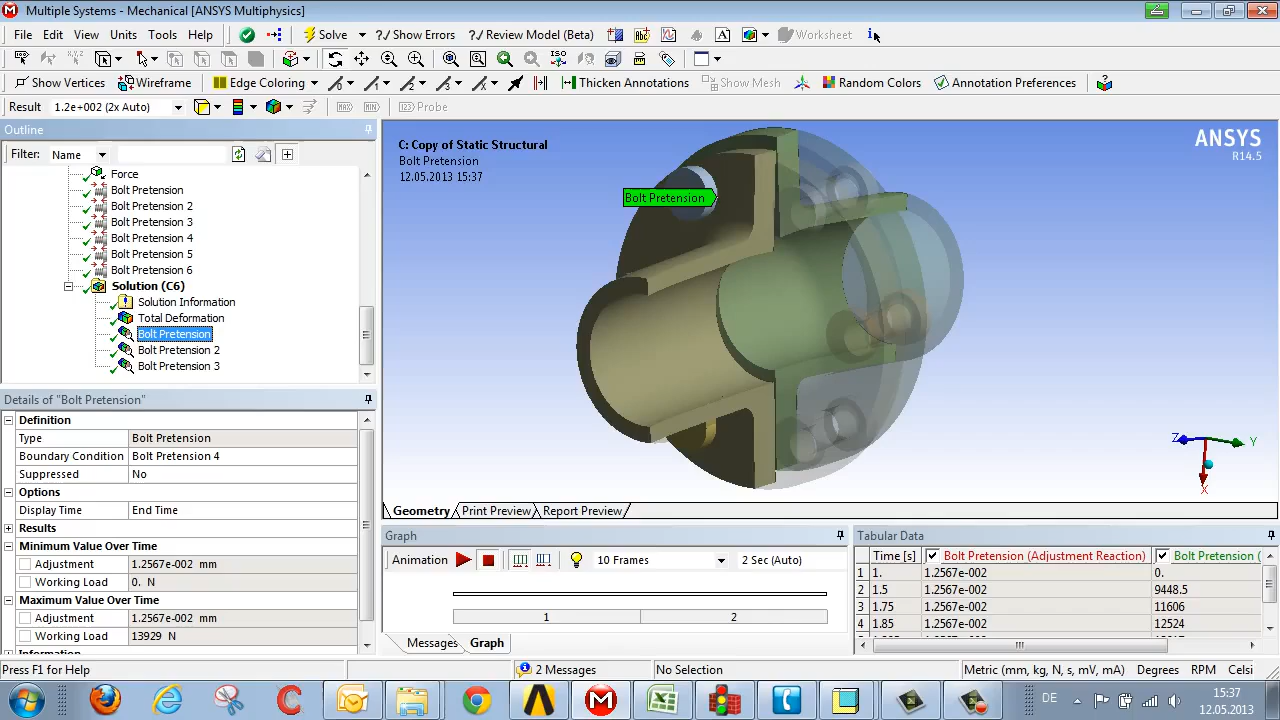 Multiple Systems - Mechanical [ANSYS Multiphysics]
File Edit View Units Tools Help Solve ?/ Show Errors Review Model (Beta) A Worksheet i
Show Vertices Wireframe Edge Coloring Thicken Annotations Show Mesh Random Colors Annotation Preferences
Result 1.2e+002 (2x Auto) MAX MIN Probe
Outline
Filter: Name
Force
Bolt Pretension
Bolt Pretension 2
Bolt Pretension 3
Bolt Pretension 4
Bolt Pretension 5
Bolt Pretension 6
Solution (C6)
Solution Information
Total Deformation
Bolt Pretension
Bolt Pretension 2
Bolt Pretension 3
Details of "Bolt Pretension"
Definition
Type Bolt Pretension
Boundary Condition Bolt Pretension 4
Suppressed No
Options
Display Time End Time
Results
Minimum Value Over Time
Adjustment 1.2567e-002 mm
Working Load 0. N
Maximum Value Over Time
Adjustment 1.2567e-002 mm
Working Load 13929 N
C: Copy of Static Structural
Bolt Pretension
12.05.2013 15:37
Bolt Pretension
ANSYS
R14.5
Z Y
X
Geometry Print Preview Report Preview
Graph
Animation 10 Frames 2 Sec (Auto)
1 2
Messages Graph
Tabular Data
Time [s] Bolt Pretension (Adjustment Reaction) Bolt Pretension (
1 1. 1.2567e-002 0.
2 1.5 1.2567e-002 9448.5
3 1.75 1.2567e-002 11606
4 1.85 1.2567e-002 12524
Press F1 for Help 2 Messages No Selection Metric (mm, kg, N, s, mV, mA) Degrees RPM Celsi
DE 15:37
12.05.2013